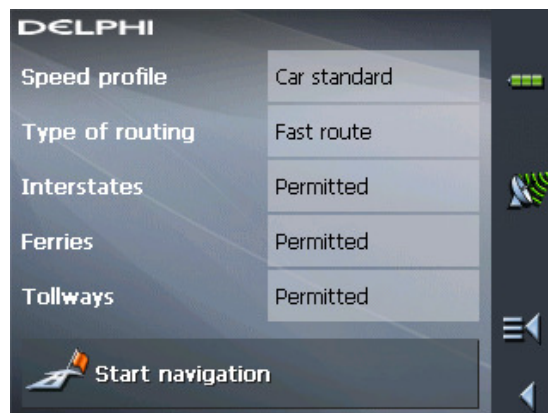 DELPHI
Speed profile Car standard
Type of routing Fast route
Interstates Permitted
Ferries Permitted
Tollways Permitted
Start navigation